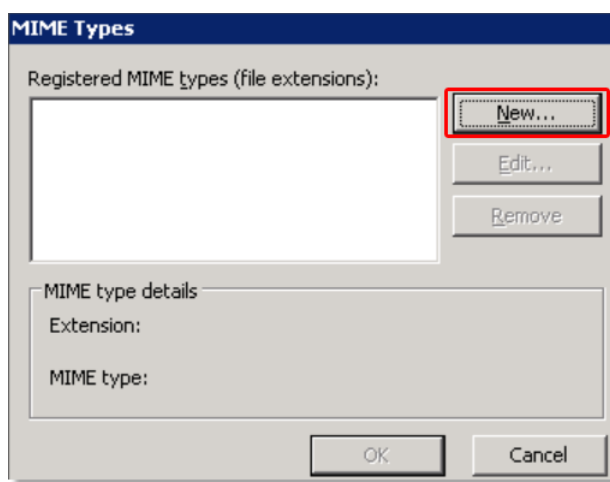 MIME Types
Registered MIME types (file extensions):
New...
Edit...
Remove
MIME type details
Extension:
MIME type:
OK
Cancel